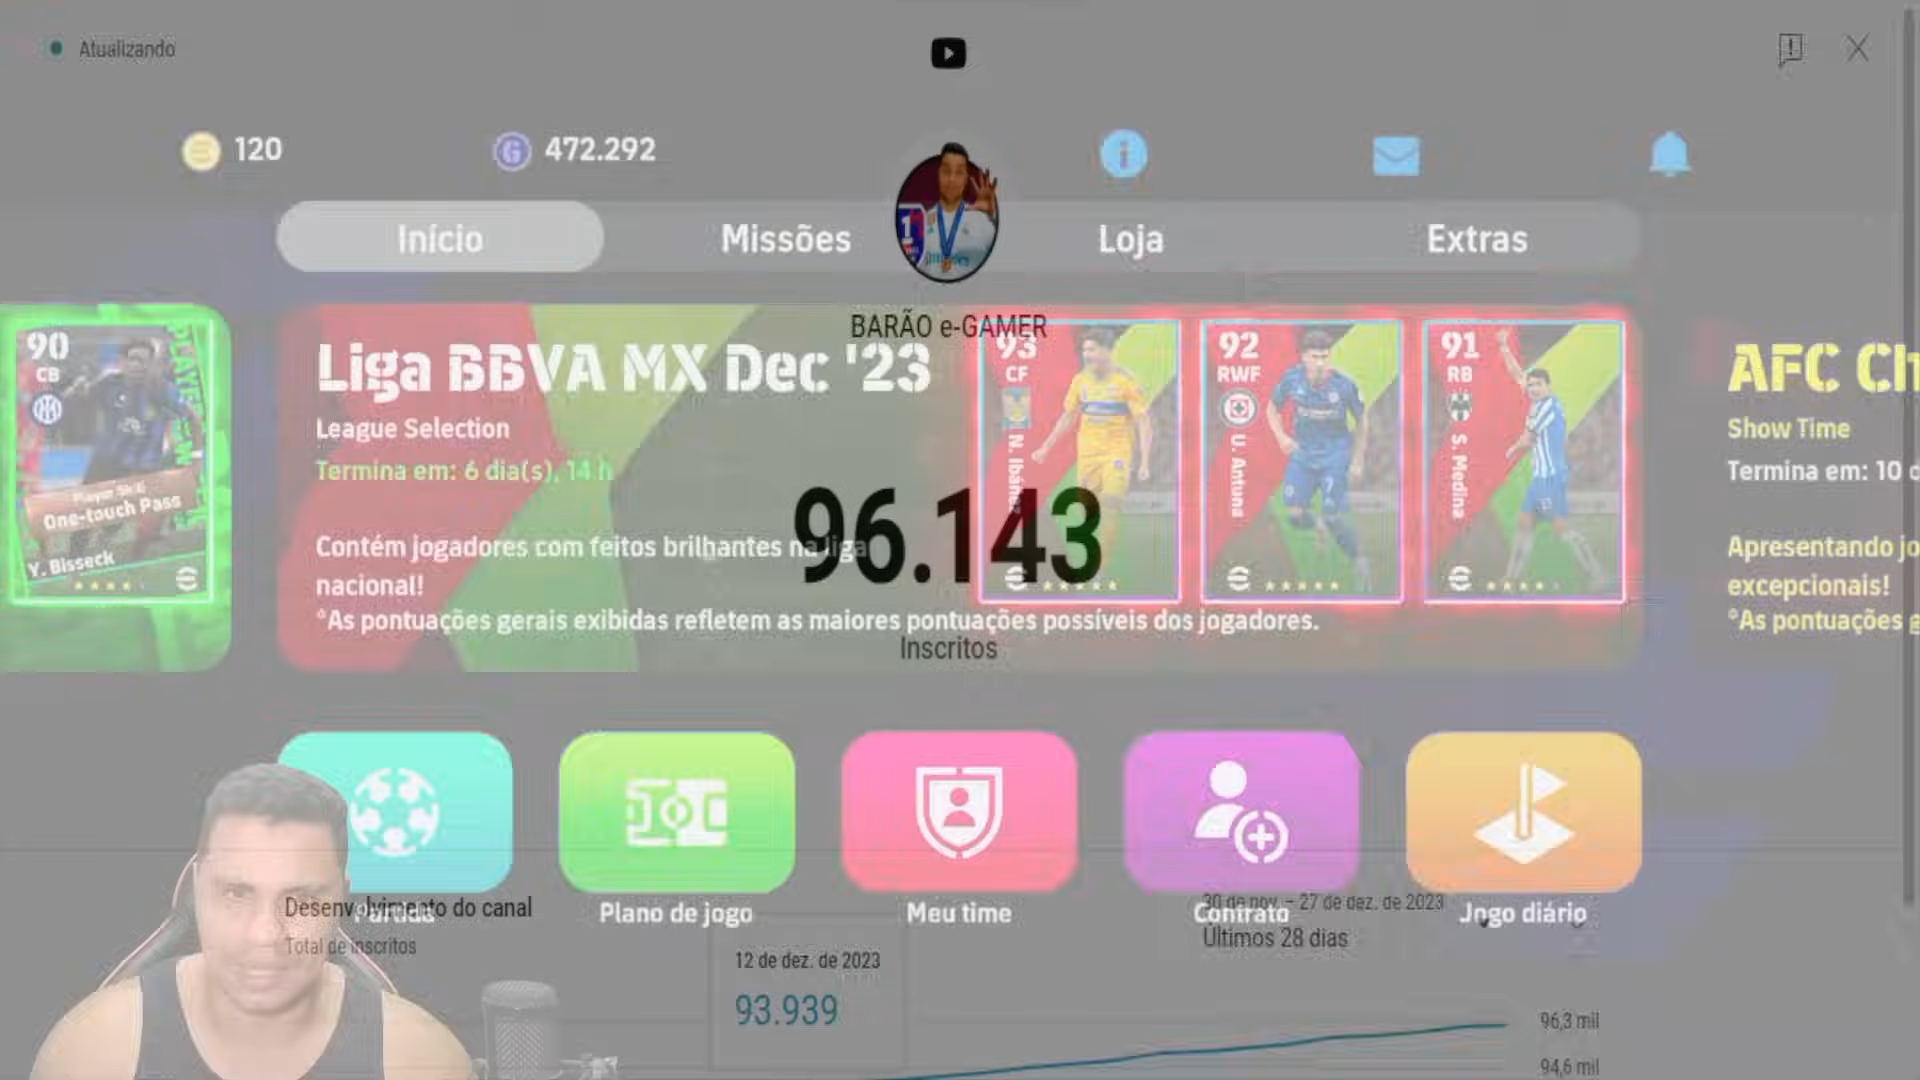 Atualizando
120
472.292
Início
Missões
Loja
Extras
BARÃO e-GAMER
90
CB
PLAYER
Player Skill
One-touch Pass
Y. Bisseck
Liga BBVA MX Dec '23
League Selection
Termina em: 6 dia(s), 14 h
Contém jogadores com feitos brilhantes na liga
nacional!
*As pontuações gerais exibidas refletem as maiores pontuações possíveis dos jogadores.
93
CF
N. Ibáñez
92
RWF
U. Antuna
91
RB
S. Medina
AFC Ch
Show Time
Termina em: 10 d
Apresentando jo
excepcionais!
*As pontuações g
96.143
Inscritos
Partida
Plano de jogo
Meu time
Contrato
Jogo diário
Desenvolvimento do canal
Total de inscritos
30 de nov. – 27 de dez. de 2023
Últimos 28 dias
12 de dez. de 2023
93.939
96,3 mil
94,6 mil